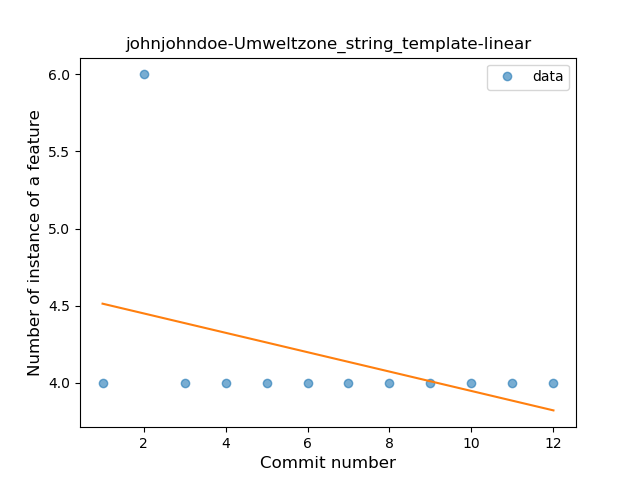 johnjohndoe-Umweltzone_string_template-linear
data
Number of instance of a feature
6.0
5.5
5.0
4.5
4.0
2
4
6
8
10
12
Commit number